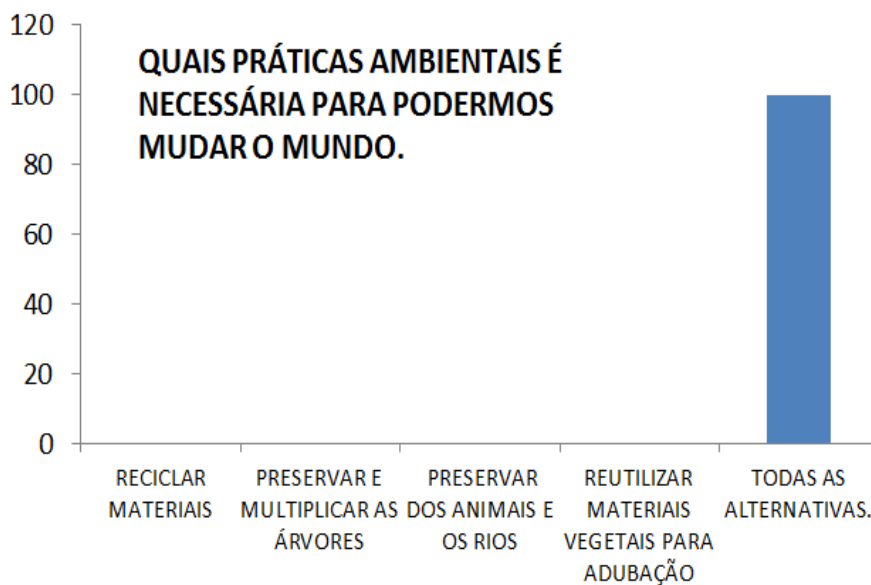 120
100
80
60
40
20
0
QUAIS PRÁTICAS AMBIENTAIS É
NECESSÁRIA PARA PODERMOS
MUDAR O MUNDO.
RECICLAR
MATERIAIS
PRESERVAR E
MULTIPLICAR AS
ÁRVORES
PRESERVAR
DOS ANIMAIS E
OS RIOS
REUTILIZAR
MATERIAIS
VEGETAIS PARA
ADUBAÇÃO
TODAS AS
ALTERNATIVAS.